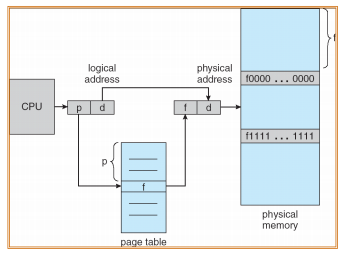 logical
address
physical
address
f
f0000 ... 0000
CPU
p d
f d
f1111 ... 1111
p
f
physical
memory
page table